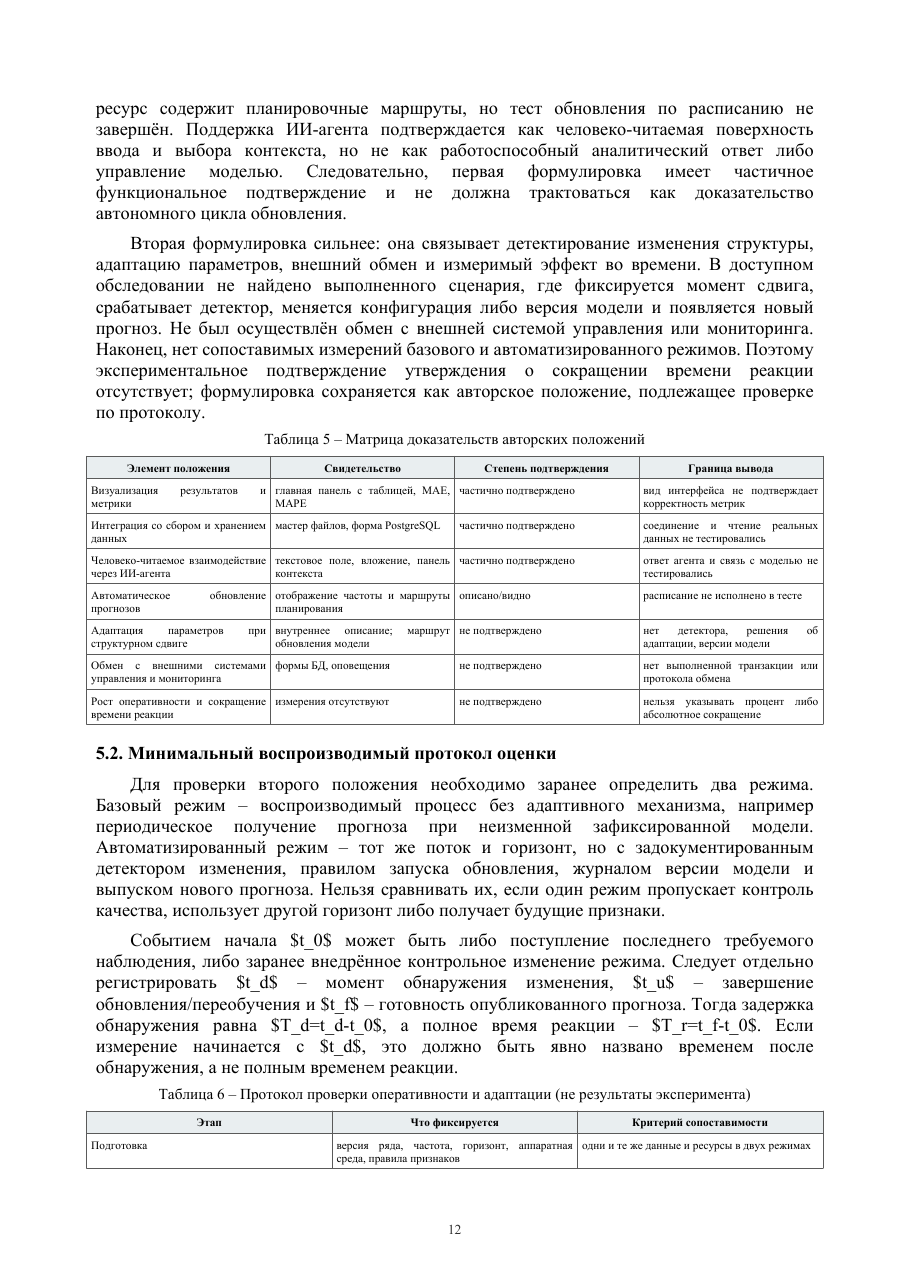 ресурс содержит планировочные маршруты, но тест обновления по расписанию не
завершён. Поддержка ИИ-агента подтверждается как человеко-читаемая поверхность
ввода и выбора контекста, но не как работоспособный аналитический ответ либо
управление моделью. Следовательно, первая формулировка имеет частичное
функциональное подтверждение и не должна трактоваться как доказательство
автономного цикла обновления.
Вторая формулировка сильнее: она связывает детектирование изменения структуры,
адаптацию параметров, внешний обмен и измеримый эффект во времени. В доступном
обследовании не найдено выполненного сценария, где фиксируется момент сдвига,
срабатывает детектор, меняется конфигурация либо версия модели и появляется новый
прогноз. Не был осуществлён обмен с внешней системой управления или мониторинга.
Наконец, нет сопоставимых измерений базового и автоматизированного режимов. Поэтому
экспериментальное подтверждение утверждения о сокращении времени реакции
отсутствует; формулировка сохраняется как авторское положение, подлежащее проверке
по протоколу.
Таблица 5 – Матрица доказательств авторских положений
Элемент положения Свидетельство Степень подтверждения Граница вывода
Визуализация результатов и главная панель с таблицей, MAE, частично подтверждено вид интерфейса не подтверждает
метрики MAPE корректность метрик
Интеграция со сбором и хранением мастер файлов, форма PostgreSQL частично подтверждено соединение и чтение реальных
данных данных не тестировались
Человеко-читаемое взаимодействие текстовое поле, вложение, панель частично подтверждено ответ агента и связь с моделью не
через ИИ-агента контекста тестировались
Автоматическое обновление отображение частоты и маршруты описано/видно расписание не исполнено в тесте
прогнозов планирования
Адаптация параметров при внутреннее описание; маршрут не подтверждено нет детектора, решения об
структурном сдвиге обновления модели адаптации, версии модели
Обмен с внешними системами формы БД, оповещения не подтверждено нет выполненной транзакции или
управления и мониторинга протокола обмена
Рост оперативности и сокращение измерения отсутствуют не подтверждено нельзя указывать процент либо
времени реакции абсолютное сокращение
5.2. Минимальный воспроизводимый протокол оценки
Для проверки второго положения необходимо заранее определить два режима.
Базовый режим – воспроизводимый процесс без адаптивного механизма, например
периодическое получение прогноза при неизменной зафиксированной модели.
Автоматизированный режим – тот же поток и горизонт, но с задокументированным
детектором изменения, правилом запуска обновления, журналом версии модели и
выпуском нового прогноза. Нельзя сравнивать их, если один режим пропускает контроль
качества, использует другой горизонт либо получает будущие признаки.
Событием начала $t_0$ может быть либо поступление последнего требуемого
наблюдения, либо заранее внедрённое контрольное изменение режима. Следует отдельно
регистрировать $t_d$ – момент обнаружения изменения, $t_u$ – завершение
обновления/переобучения и $t_f$ – готовность опубликованного прогноза. Тогда задержка
обнаружения равна $T_d=t_d-t_0$, а полное время реакции – $T_r=t_f-t_0$. Если
измерение начинается с $t_d$, это должно быть явно названо временем после
обнаружения, а не полным временем реакции.
Таблица 6 – Протокол проверки оперативности и адаптации (не результаты эксперимента)
Этап Что фиксируется Критерий сопоставимости
Подготовка версия ряда, частота, горизонт, аппаратная одни и те же данные и ресурсы в двух режимах
среда, правила признаков
12